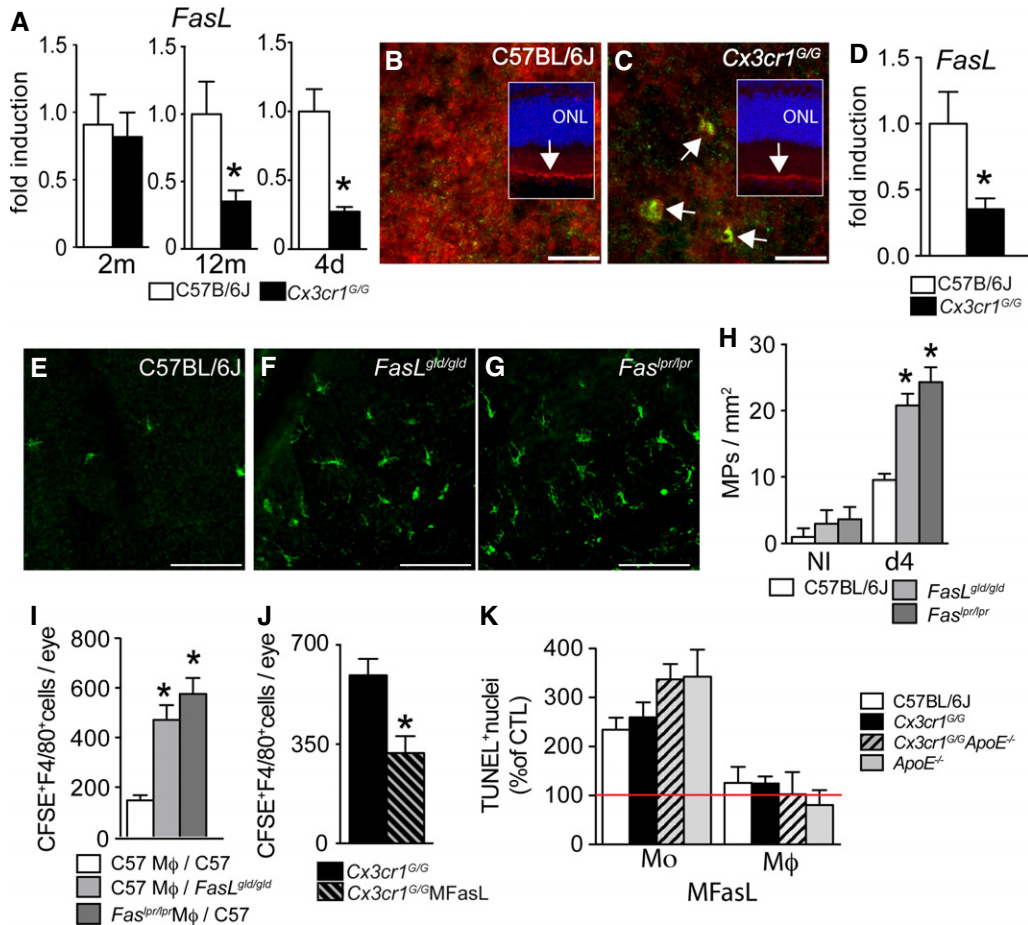 A
FasL
fold induction
1.5
1.0
0.5
0
2m
1.5
1.0
0.5
0
*
12m
1.5
1.0
0.5
0
*
4d
C57B/6J
Cx3cr1G/G
B
C57BL/6J
ONL
C
Cx3cr1G/G
ONL
D
FasL
fold induction
1.5
1.0
0.5
0.0
*
C57B/6J
Cx3cr1G/G
E
C57BL/6J
F
FasLgld/gld
G
Faslpr/lpr
H
MPs / mm2
30
20
10
0
* *
NI d4
C57BL/6J
FasLgld/gld
Faslpr/lpr
I
CFSE+F4/80+cells / eye
800
600
400
200
0
* *
C57 Mϕ / C57
C57 Mϕ / FasLgld/gld
Faslpr/lprMϕ / C57
J
CFSE+F4/80+cells / eye
700
350
0
*
Cx3cr1G/G
Cx3cr1G/GMFasL
K
TUNEL+nuclei
(%of CTL)
400
300
200
100
0
Mo Mϕ
MFasL
C57BL/6J
Cx3cr1G/G
Cx3cr1G/GApoE-/-
ApoE-/-